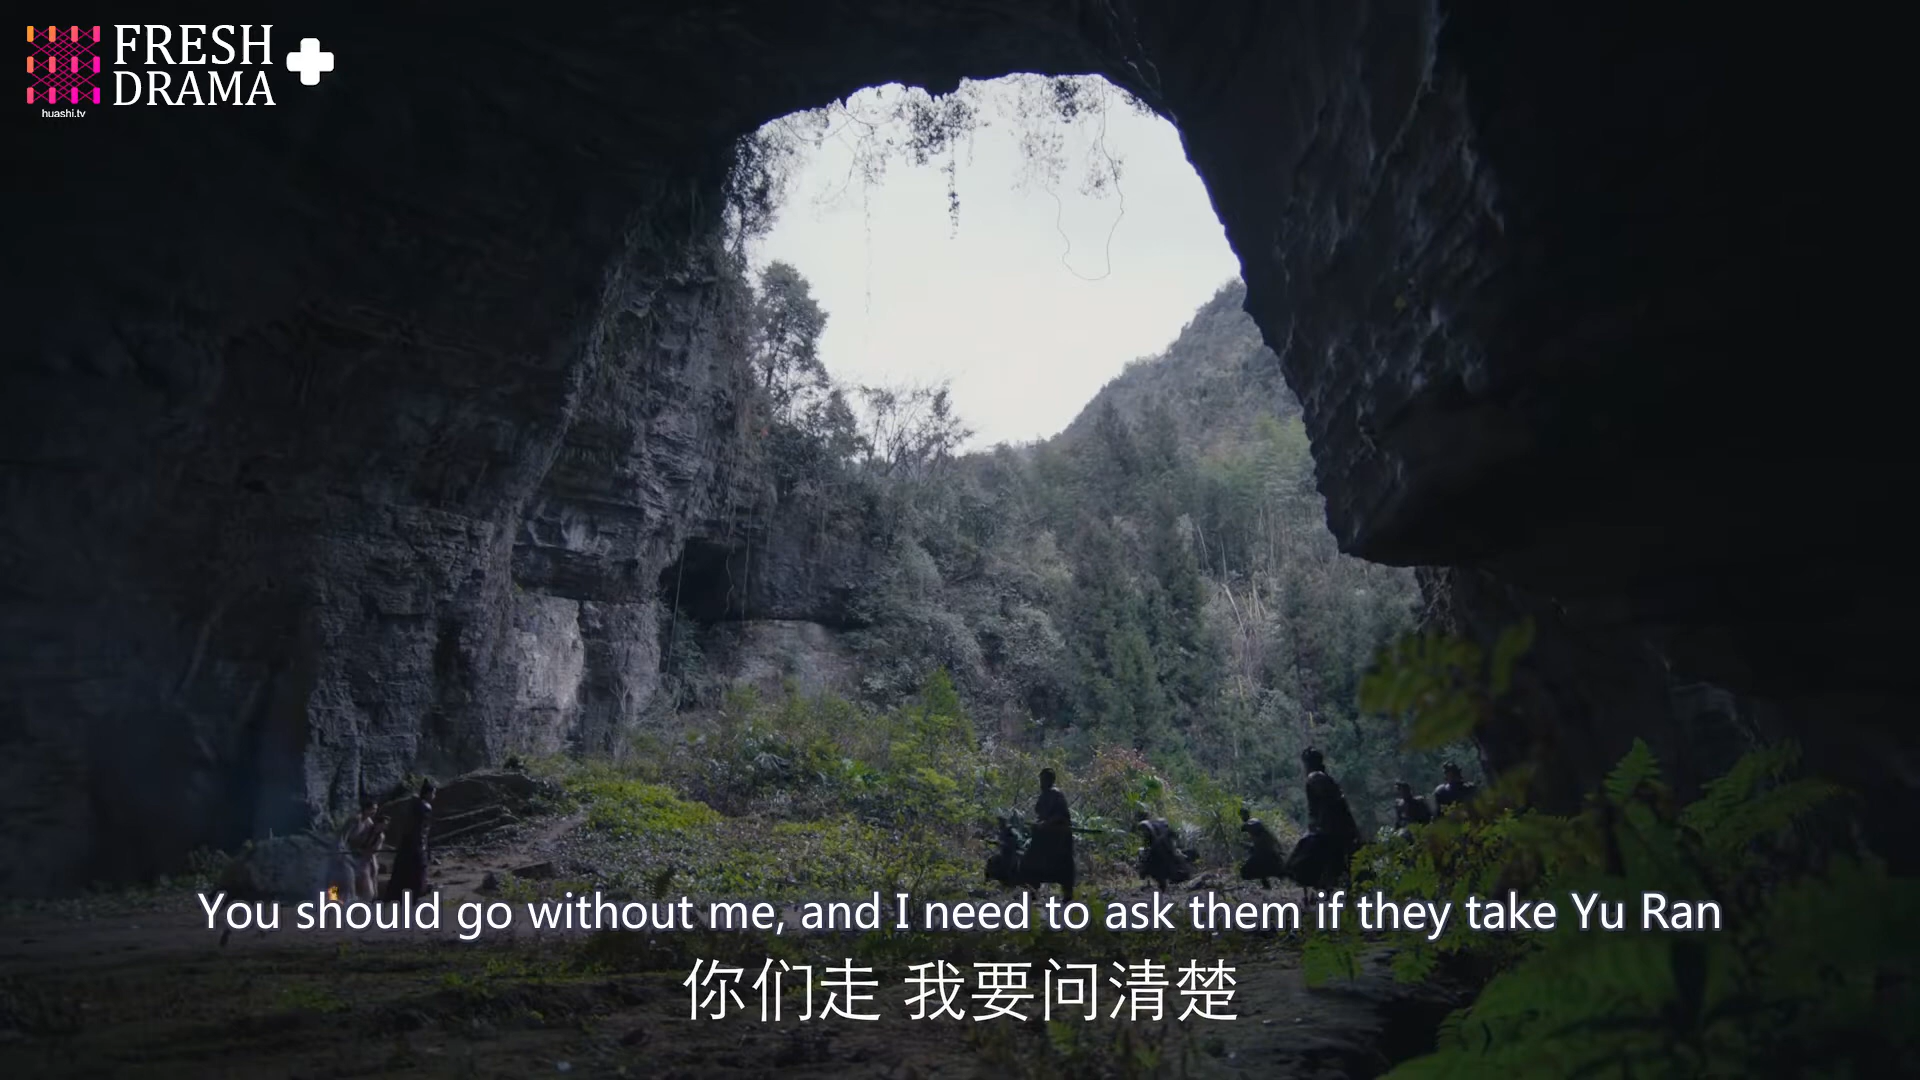 FRESH
DRAMA
huashi.tv
You should go without me, and I need to ask them if they take Yu Ran
你们走 我要问清楚